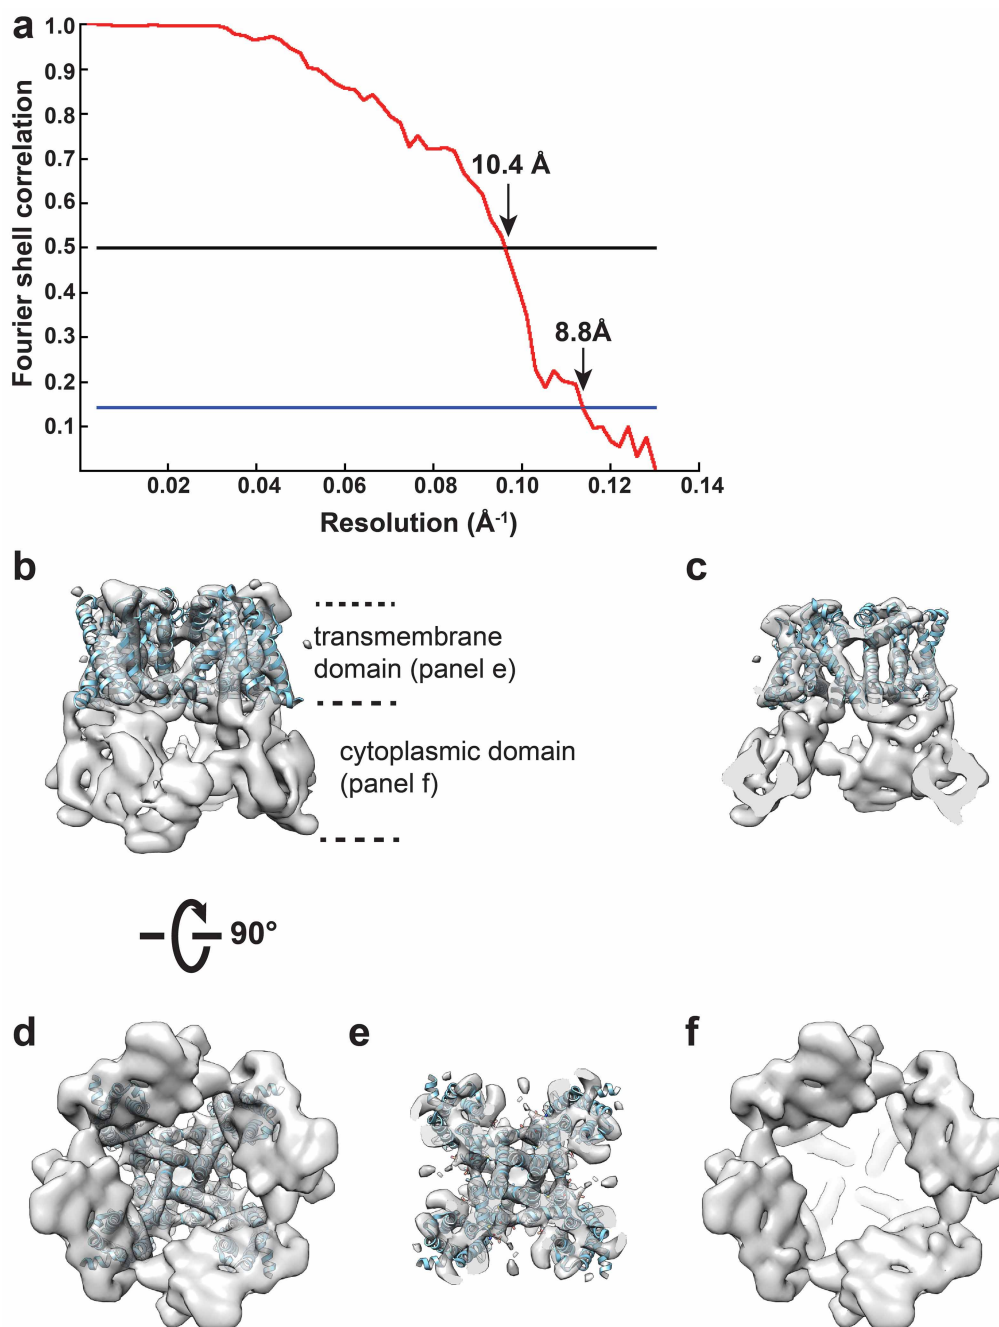 a
1.0
0.9
0.8
0.7
0.6
0.5
0.4
0.3
0.2
0.1
Fourier shell correlation
10.4 Å
8.8Å
0.02 0.04 0.06 0.08 0.10 0.12 0.14
Resolution (Å⁻¹)
b
transmembrane
domain (panel e)
cytoplasmic domain
(panel f)
c
90°
d
e
f